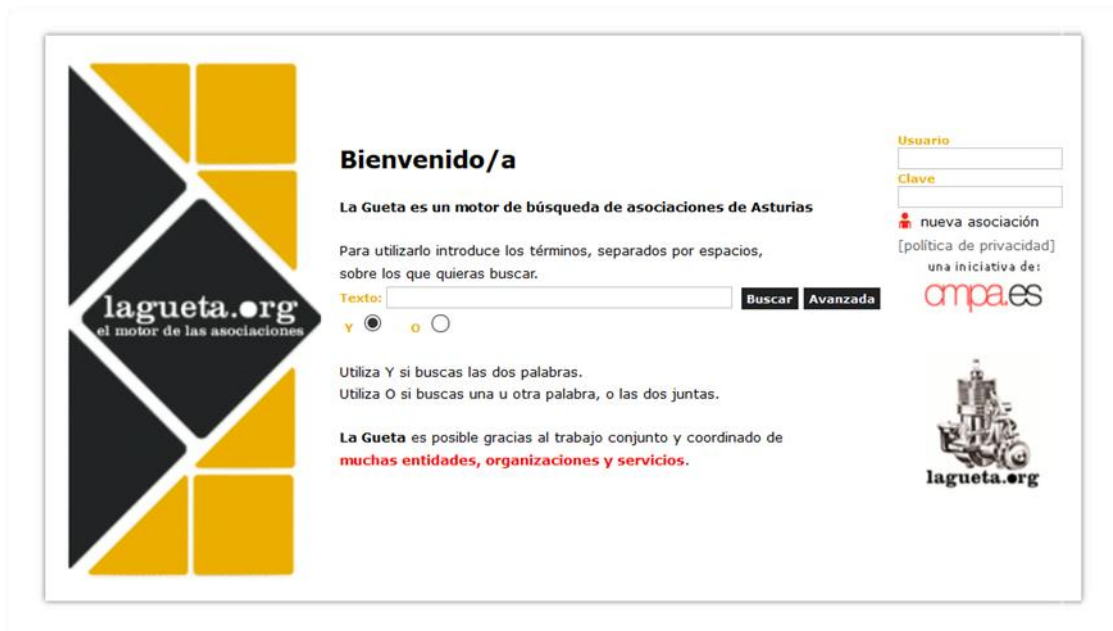 lagueta.org
el motor de las asociaciones
Bienvenido/a
La Gueta es un motor de búsqueda de asociaciones de Asturias
Para utilizarlo introduce los términos, separados por espacios,
sobre los que quieras buscar.
Texto: Buscar Avanzada
Y O
Utiliza Y si buscas las dos palabras.
Utiliza O si buscas una u otra palabra, o las dos juntas.
La Gueta es posible gracias al trabajo conjunto y coordinado de
muchas entidades, organizaciones y servicios.
Usuario
Clave
nueva asociación
[política de privacidad]
una iniciativa de:
cmpa.es
lagueta.org